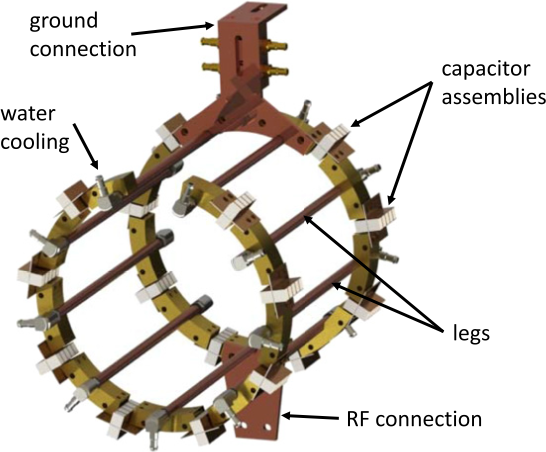 ground
connection
capacitor
assemblies
water
cooling
legs
RF connection